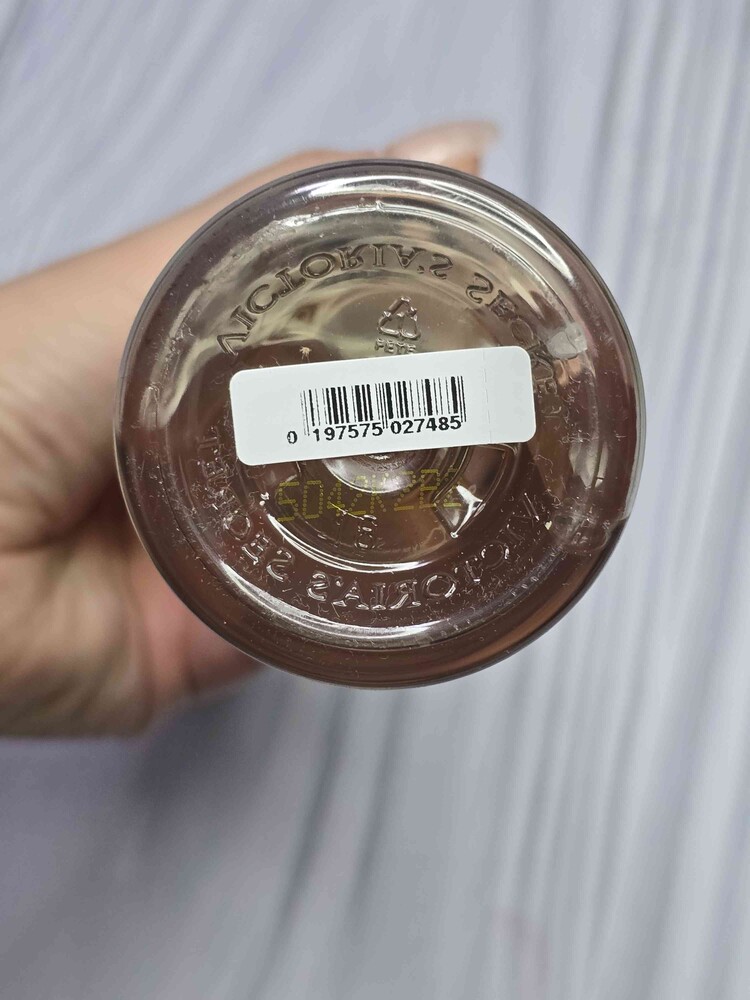 VICTORIA'S SECRET
PETE
0 197575 027485
5042K2B2
VICTORIA'S SECRET